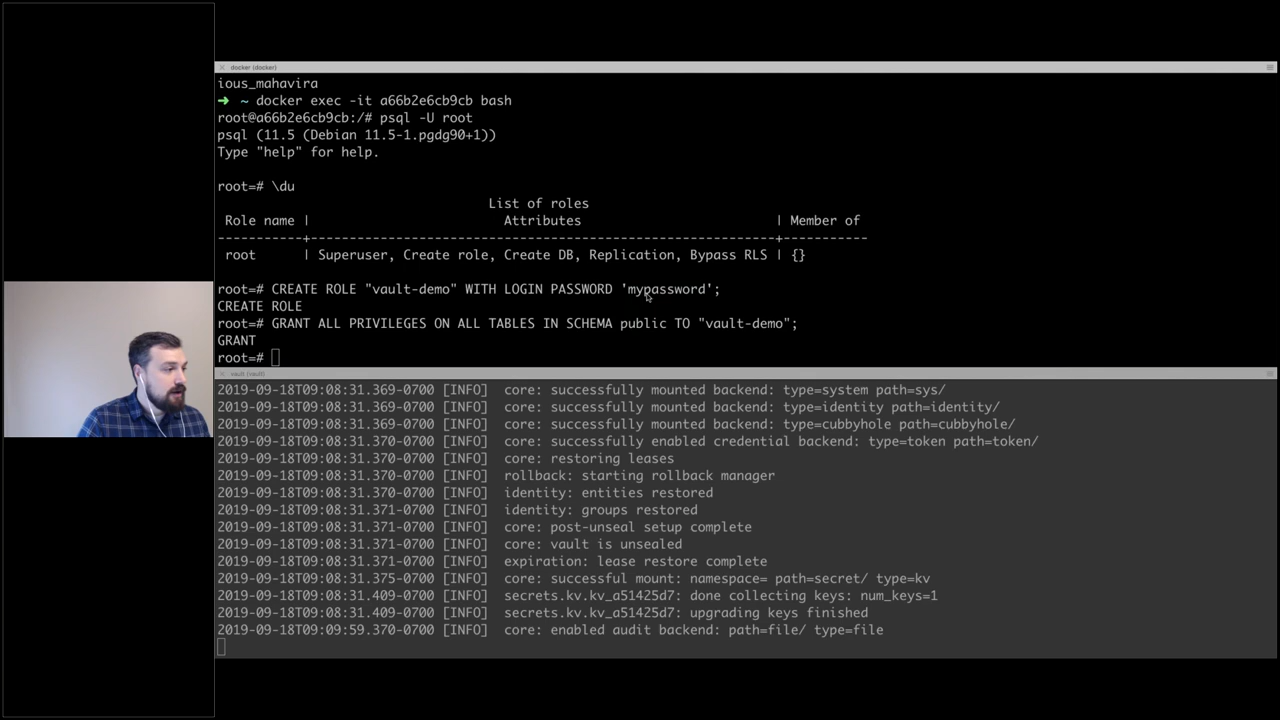 docker (docker)
ious_mahavira
➜ ~ docker exec -it a66b2e6cb9cb bash
root@a66b2e6cb9cb:/# psql -U root
psql (11.5 (Debian 11.5-1.pgdg90+1))
Type "help" for help.
root=# \du
List of roles
Role name | Attributes | Member of
-----------+------------------------------------------------------------+-----------
root | Superuser, Create role, Create DB, Replication, Bypass RLS | {}
root=# CREATE ROLE "vault-demo" WITH LOGIN PASSWORD 'mypassword';
CREATE ROLE
root=# GRANT ALL PRIVILEGES ON ALL TABLES IN SCHEMA public TO "vault-demo";
GRANT
root=#
vault (vault)
2019-09-18T09:08:31.369-0700 [INFO]  core: successfully mounted backend: type=system path=sys/
2019-09-18T09:08:31.369-0700 [INFO]  core: successfully mounted backend: type=identity path=identity/
2019-09-18T09:08:31.369-0700 [INFO]  core: successfully mounted backend: type=cubbyhole path=cubbyhole/
2019-09-18T09:08:31.370-0700 [INFO]  core: successfully enabled credential backend: type=token path=token/
2019-09-18T09:08:31.370-0700 [INFO]  core: restoring leases
2019-09-18T09:08:31.370-0700 [INFO]  rollback: starting rollback manager
2019-09-18T09:08:31.371-0700 [INFO]  identity: entities restored
2019-09-18T09:08:31.371-0700 [INFO]  identity: groups restored
2019-09-18T09:08:31.371-0700 [INFO]  core: post-unseal setup complete
2019-09-18T09:08:31.371-0700 [INFO]  core: vault is unsealed
2019-09-18T09:08:31.371-0700 [INFO]  expiration: lease restore complete
2019-09-18T09:08:31.375-0700 [INFO]  core: successful mount: namespace= path=secret/ type=kv
2019-09-18T09:08:31.409-0700 [INFO]  secrets.kv.kv_a51425d7: done collecting keys: num_keys=1
2019-09-18T09:08:31.409-0700 [INFO]  secrets.kv.kv_a51425d7: upgrading keys finished
2019-09-18T09:09:59.370-0700 [INFO]  core: enabled audit backend: path=file/ type=file